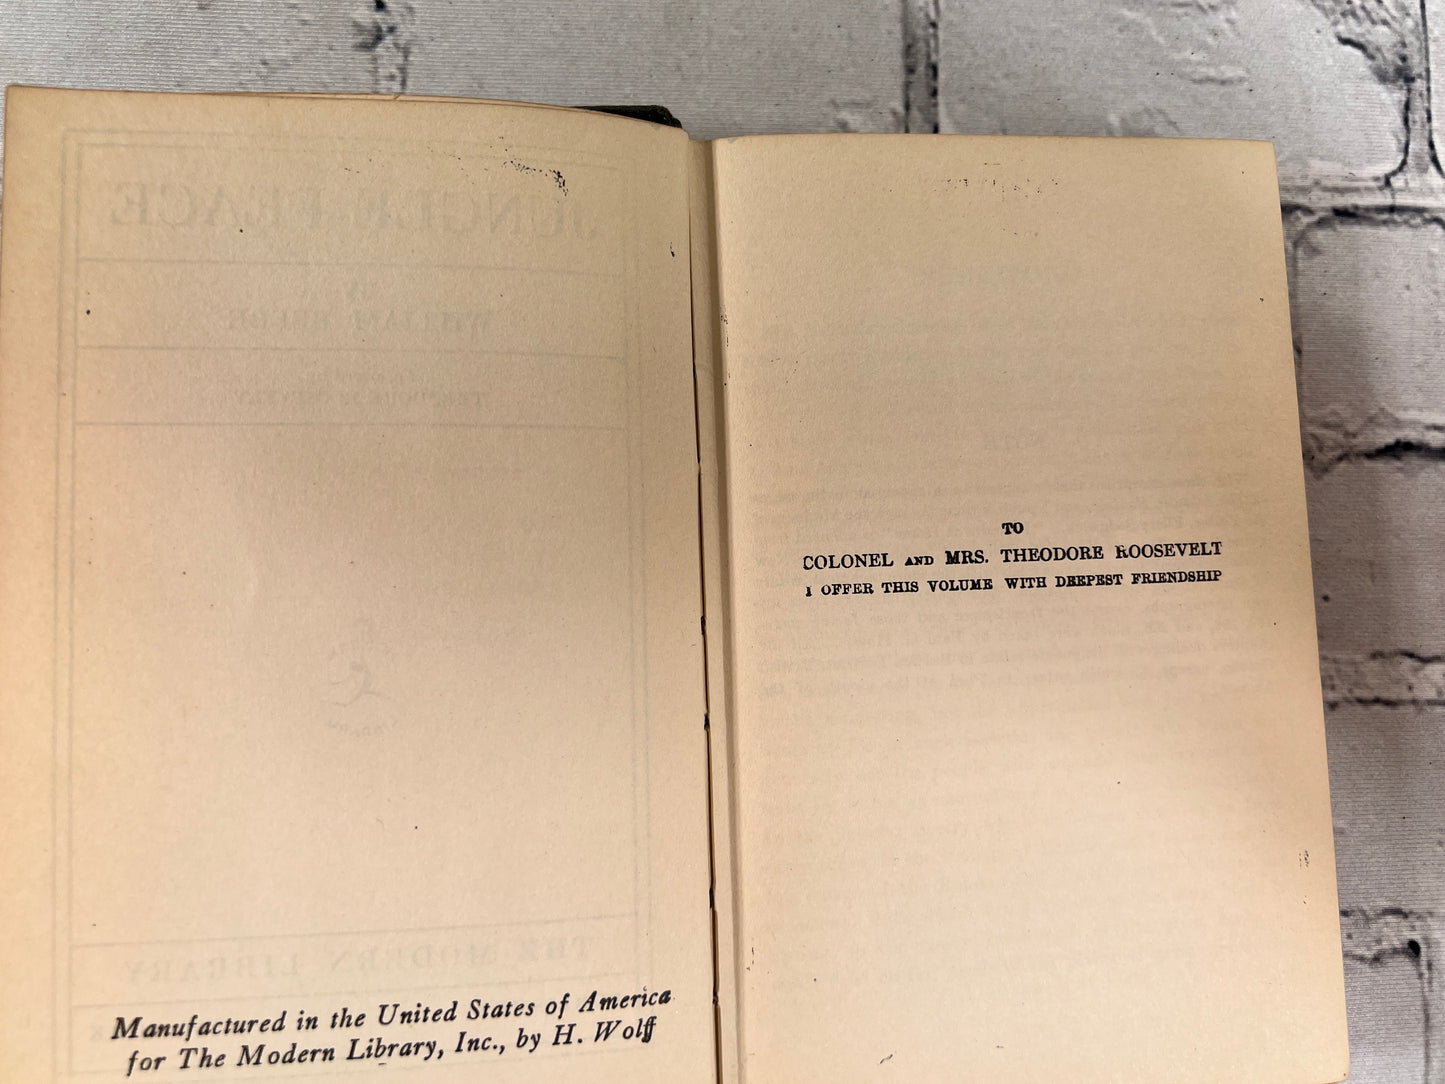 Manufactured in the United States of America
for The Modern Library, Inc., by H. Wolff
TO
COLONEL AND MRS. THEODORE ROOSEVELT
I OFFER THIS VOLUME WITH DEEPEST FRIENDSHIP